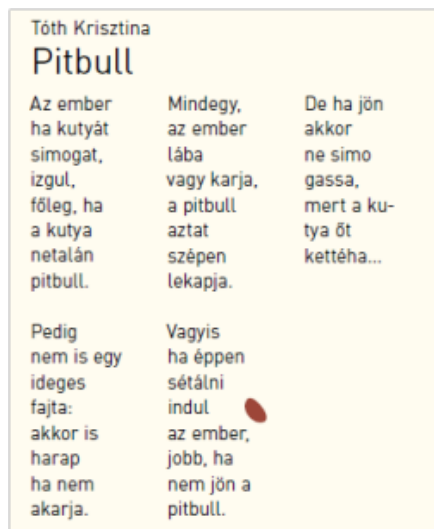 Tóth Krisztina
Pitbull
Az ember
ha kutyát
simogat,
izgul,
főleg, ha
a kutya
netalán
pitbull.
Pedig
nem is egy
ideges
fajta:
akkor is
harap
ha nem
akarja.
Mindegy,
az ember
lába
vagy karja,
a pitbull
aztat
szépen
lekapja.
Vagyis
ha éppen
sétálni
indul
az ember,
jobb, ha
nem jön a
pitbull.
De ha jön
akkor
ne simo
gassa,
mert a ku-
tya őt
kettéha...